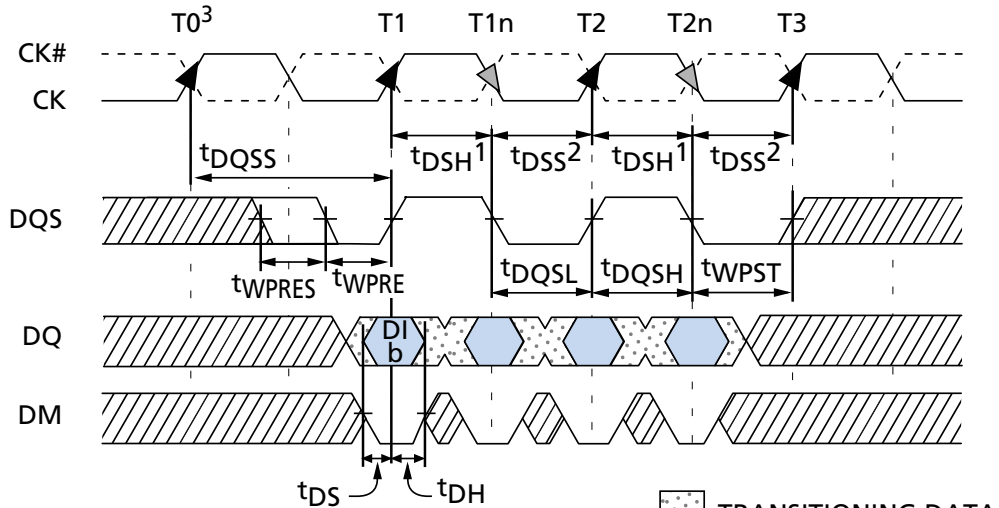 T0³ T1 T1n T2 T2n T3
CK#
CK
tDSH¹ tDSS² tDSH¹ tDSS²
tDQSS
DQS
tWPRES tWPRE tDQSL tDQSH tWPST
DQ
DI
b
DM
tDS tDH
TRANSITIONING DATA